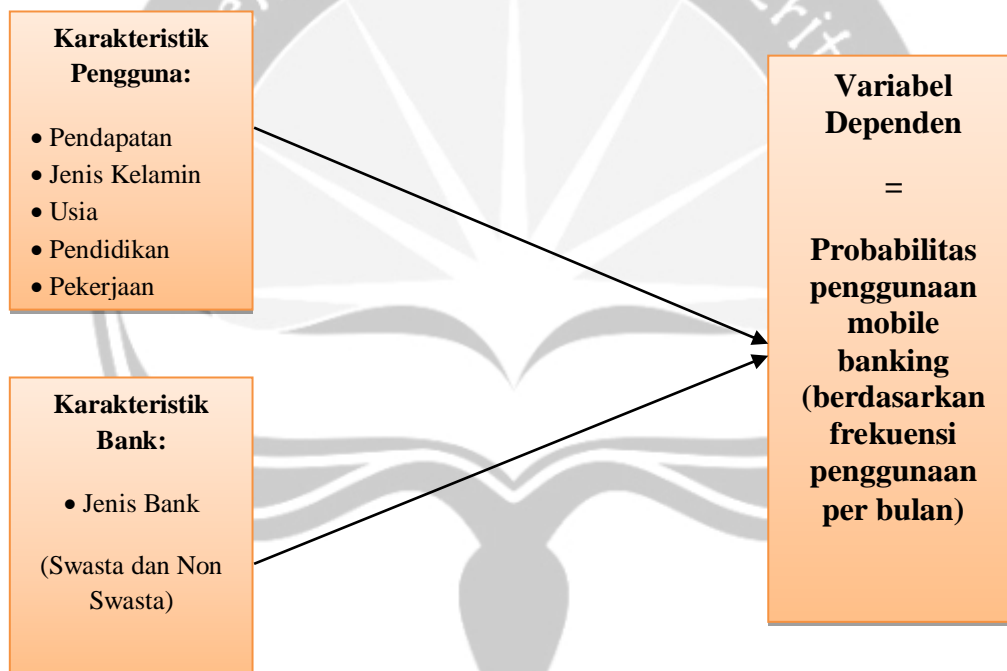 Karakteristik
Pengguna:
• Pendapatan
• Jenis Kelamin
• Usia
• Pendidikan
• Pekerjaan
Karakteristik
Bank:
• Jenis Bank
(Swasta dan Non
Swasta)
Variabel
Dependen
=
Probabilitas
penggunaan
mobile
banking
(berdasarkan
frekuensi
penggunaan
per bulan)